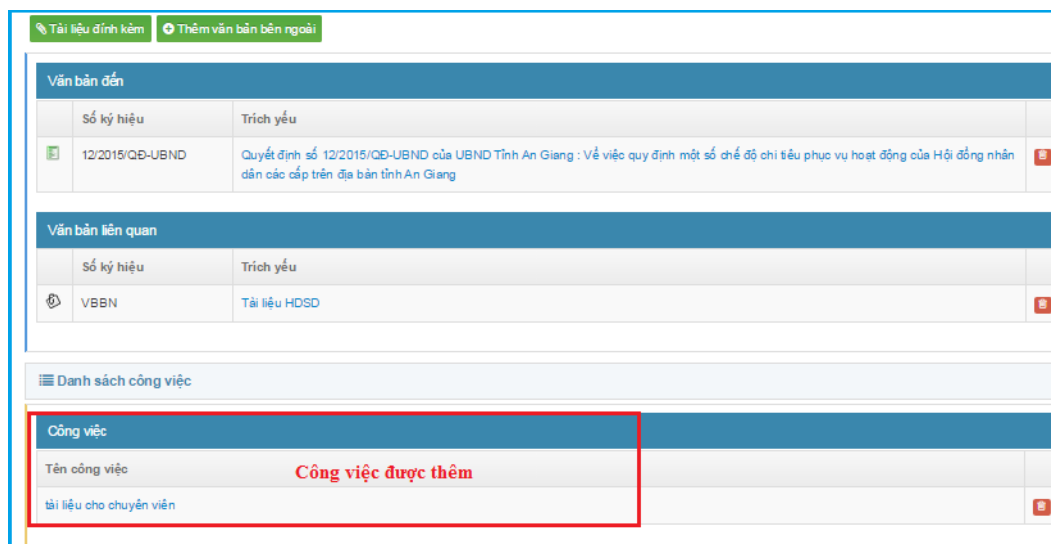 Tài liệu đính kèm Thêm văn bản bên ngoài
Văn bản đến
Số ký hiệu Trích yếu
12/2015/QĐ-UBND Quyết định số 12/2015/QĐ-UBND của UBND Tỉnh An Giang : Về việc quy định một số chế độ chi tiêu phục vụ hoạt động của Hội đồng nhân
dân các cấp trên địa bàn tỉnh An Giang
Văn bản liên quan
Số ký hiệu Trích yếu
VBBN Tài liệu HDSD
Danh sách công việc
Công việc
Tên công việc Công việc được thêm
tài liệu cho chuyên viên